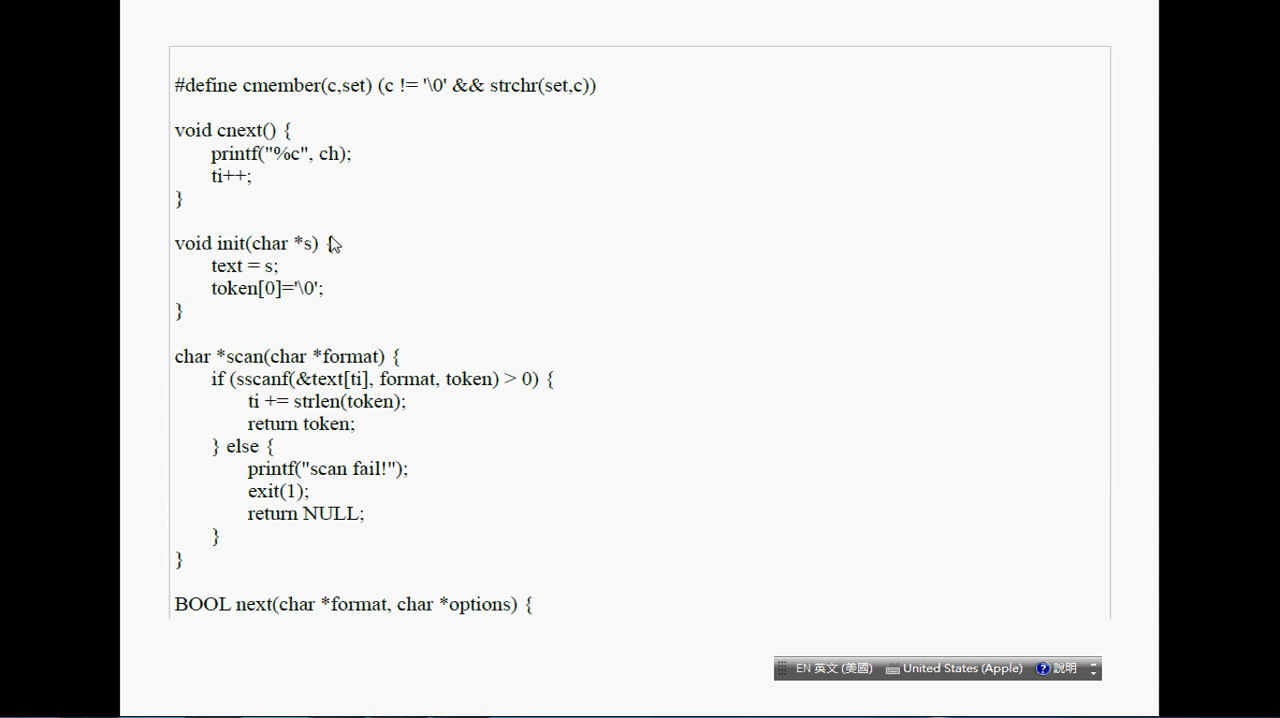 #define cmember(c,set) (c != '\0' && strchr(set,c))
void cnext() {
printf("%c", ch);
ti++;
}
void init(char *s) {
text = s;
token[0]='\0';
}
char *scan(char *format) {
if (sscanf(&text[ti], format, token) > 0) {
ti += strlen(token);
return token;
} else {
printf("scan fail!");
exit(1);
return NULL;
}
}
BOOL next(char *format, char *options) {
EN 英文 (美國) United States (Apple) ? 說明